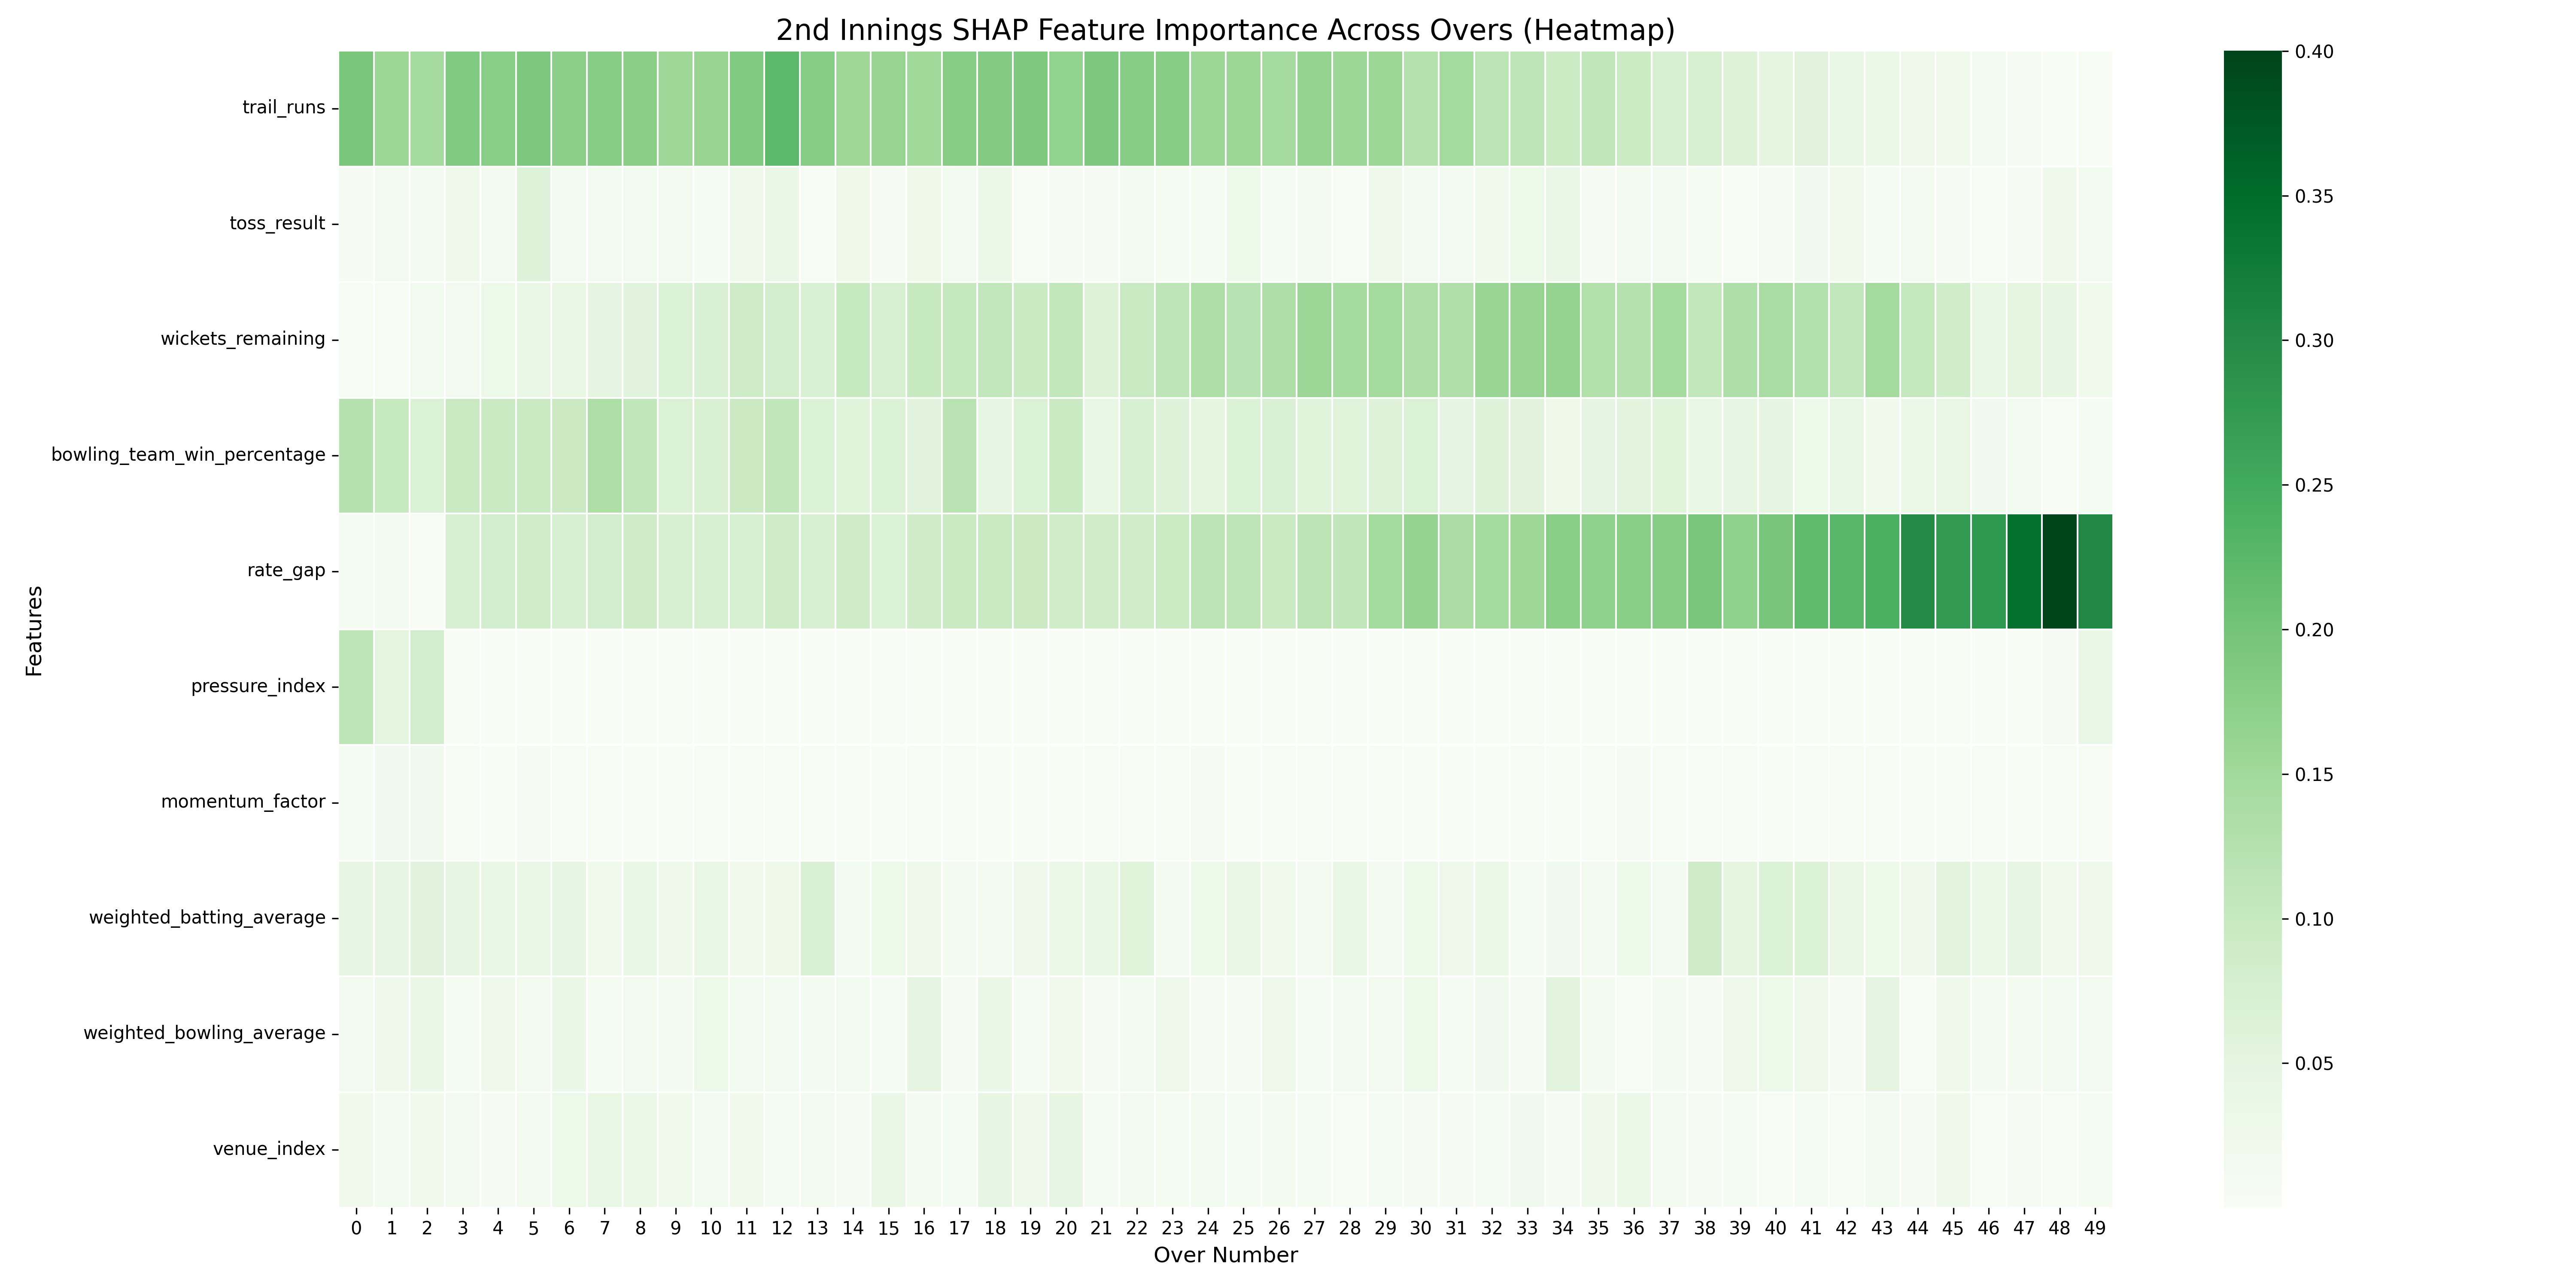 2nd Innings SHAP Feature Importance Across Overs (Heatmap)
Features
trail_runs
toss_result
wickets_remaining
bowling_team_win_percentage
rate_gap
pressure_index
momentum_factor
weighted_batting_average
weighted_bowling_average
venue_index
0 1 2 3 4 5 6 7 8 9 10 11 12 13 14 15 16 17 18 19 20 21 22 23 24 25 26 27 28 29 30 31 32 33 34 35 36 37 38 39 40 41 42 43 44 45 46 47 48 49
Over Number
0.40
0.35
0.30
0.25
0.20
0.15
0.10
0.05